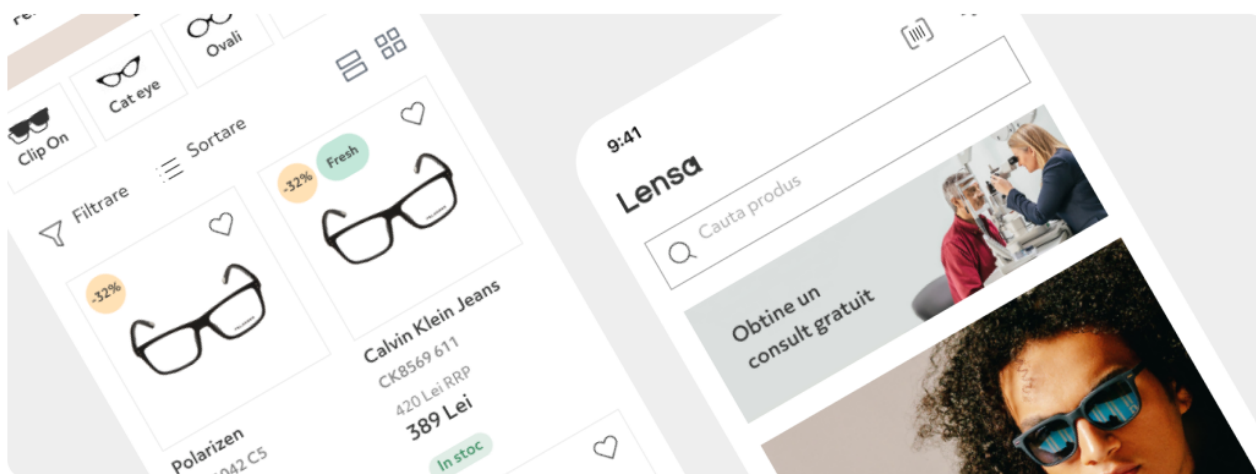 Clip On
Cat eye
Ovali
Filtrare
Sortare
-32%
Polarizen
-32%
Fresh
Calvin Klein Jeans
CK8569 611
420 Lei RRP
389 Lei
In stoc
9:41
Lensa
Cauta produs
Obtine un
consult gratuit